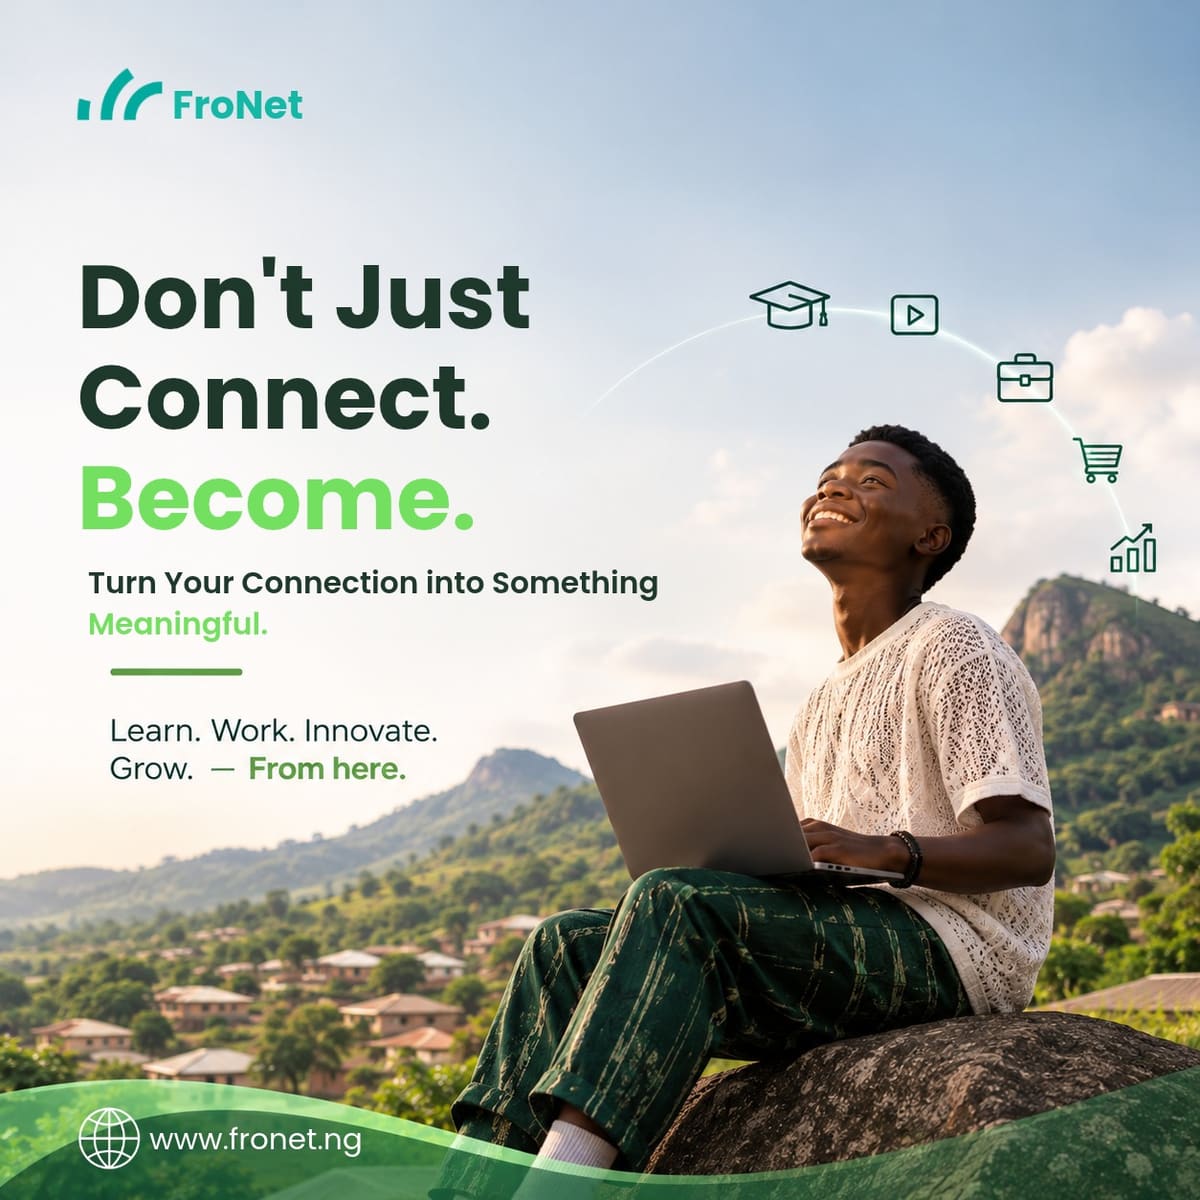 FroNet
Don't Just
Connect.
Become.
Turn Your Connection into Something
Meaningful.
Learn. Work. Innovate.
Grow. — From here.
www.fronet.ng